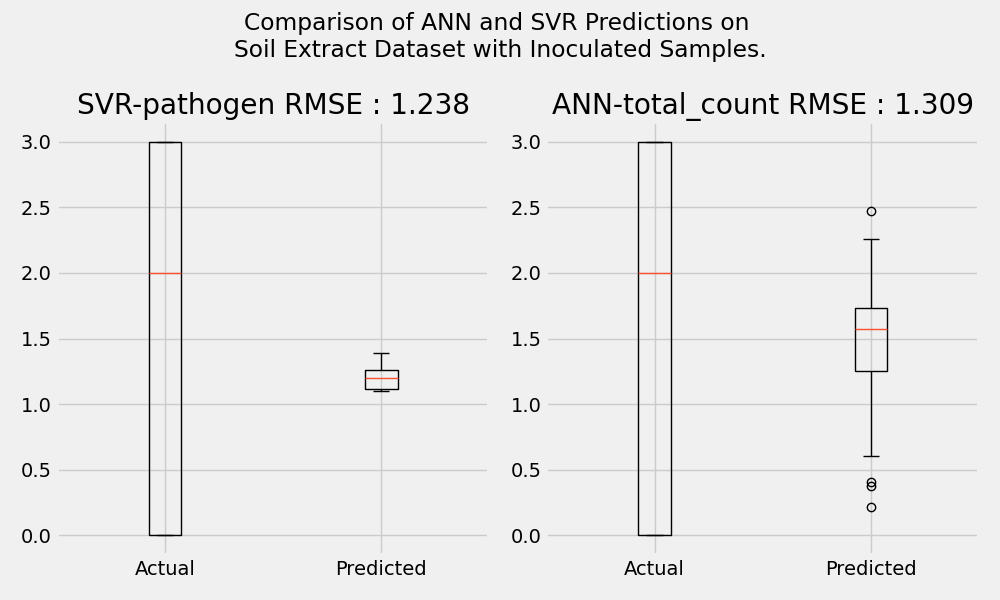 Comparison of ANN and SVR Predictions on
Soil Extract Dataset with Inoculated Samples.
SVR-pathogen RMSE : 1.238
3.0
2.5
2.0
1.5
1.0
0.5
0.0
Actual Predicted
ANN-total_count RMSE : 1.309
3.0
2.5
2.0
1.5
1.0
0.5
0.0
Actual Predicted